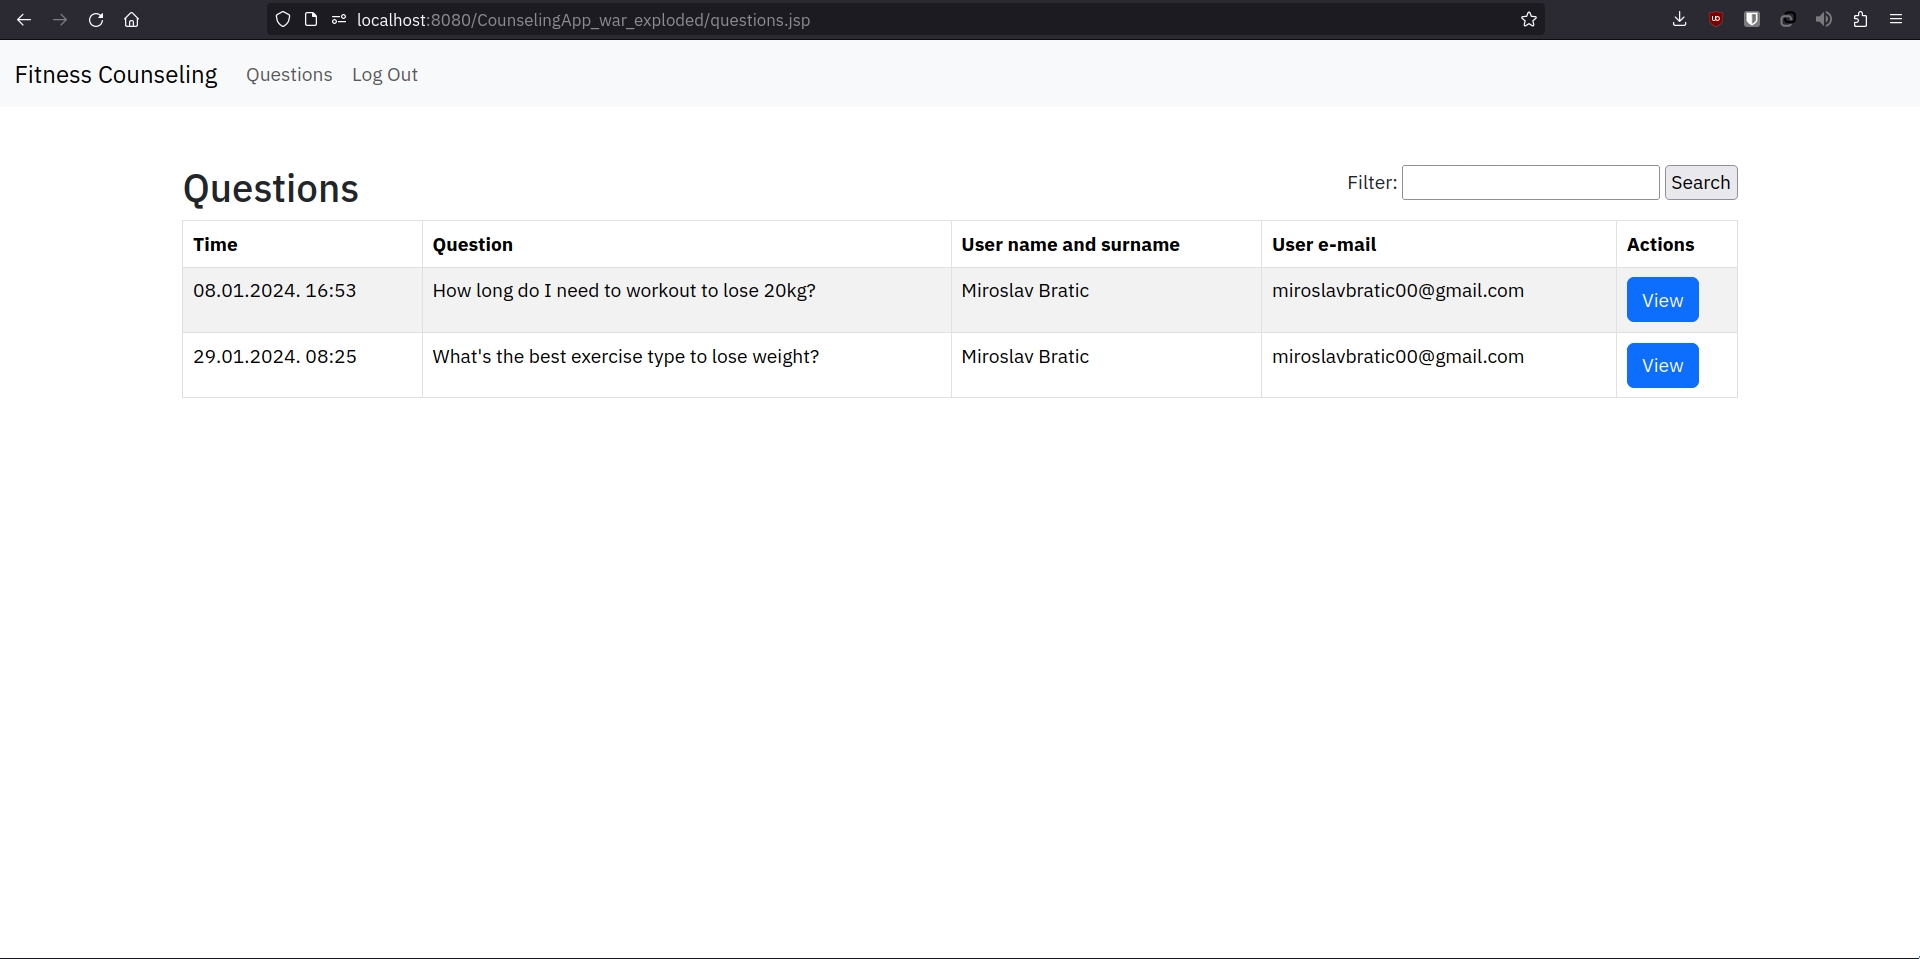 localhost:8080/CounselingApp_war_exploded/questions.jsp
Fitness Counseling Questions Log Out
Questions
Filter: Search
Time Question User name and surname User e-mail Actions
08.01.2024. 16:53 How long do I need to workout to lose 20kg? Miroslav Bratic miroslavbratic00@gmail.com View
29.01.2024. 08:25 What's the best exercise type to lose weight? Miroslav Bratic miroslavbratic00@gmail.com View